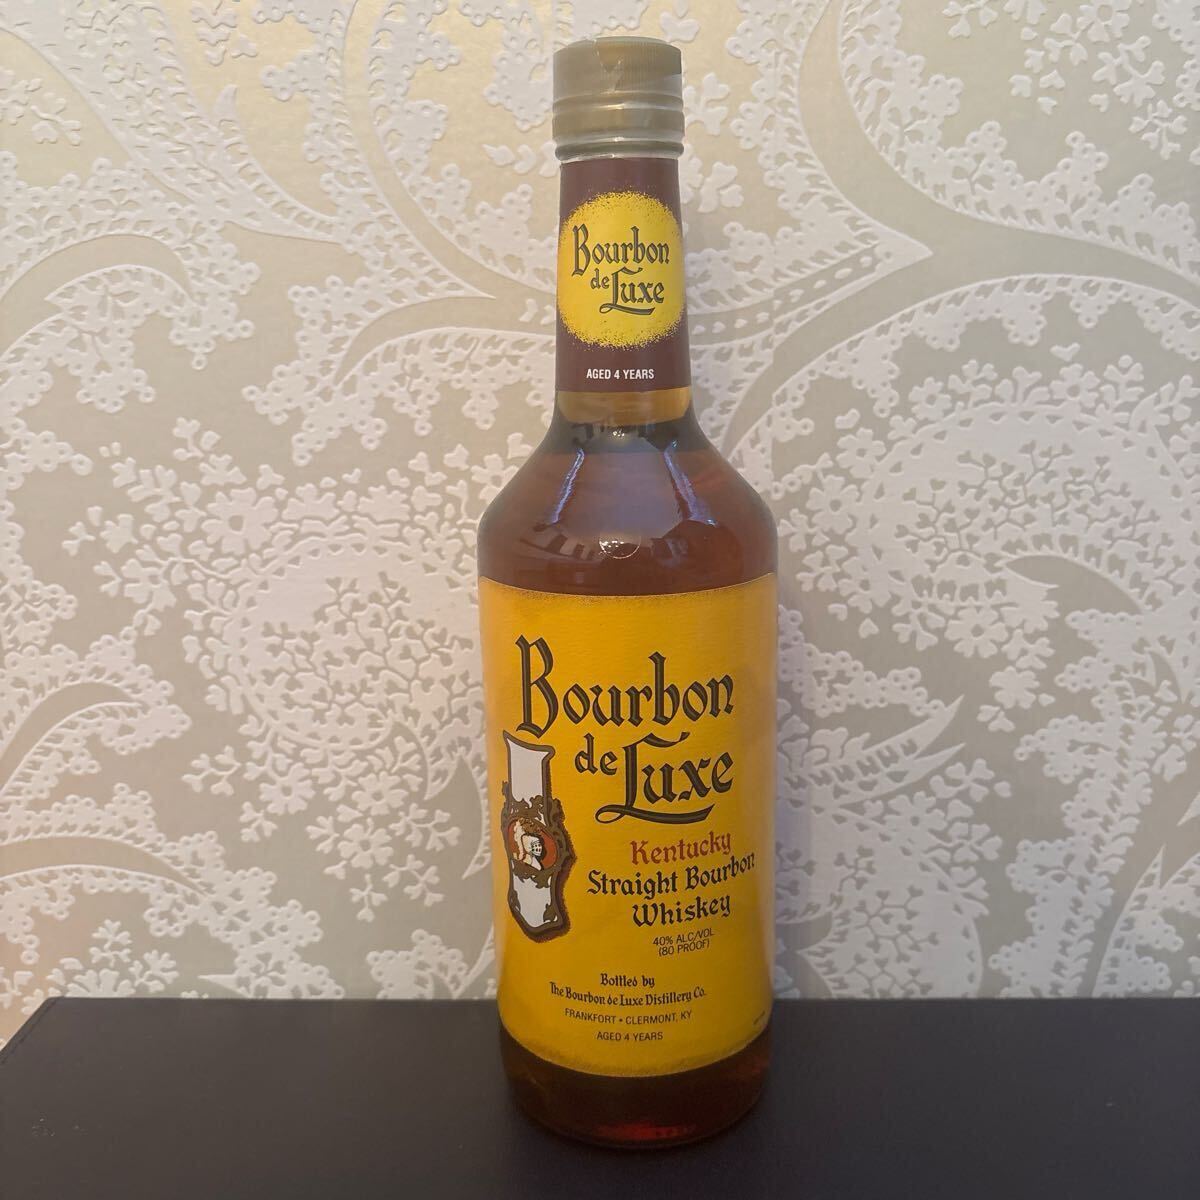 Bourbon
de Luxe
AGED 4 YEARS
Bourbon
de Luxe
Kentucky
Straight Bourbon
Whiskey
40% ALC/VOL
(80 PROOF)
Bottled by
The Bourbon de Luxe Distillery Co.
FRANKFORT • CLERMONT, KY
AGED 4 YEARS